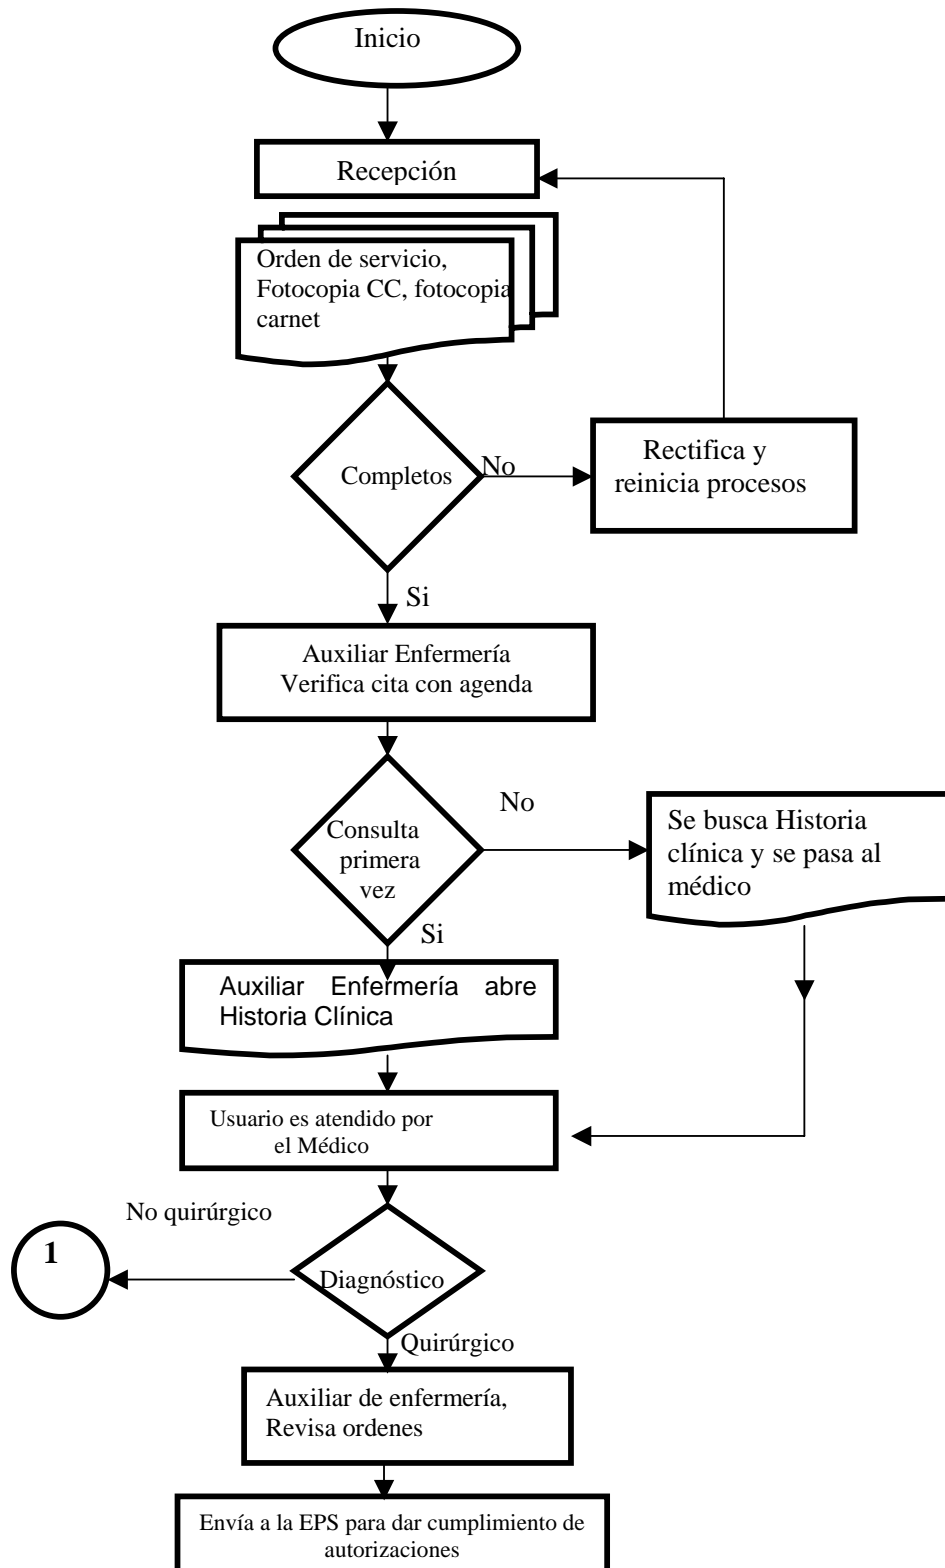 Inicio
Recepción
Orden de servicio,
Fotocopia CC, fotocopia
carnet
Completos
No
Rectifica y
reinicia procesos
Si
Auxiliar Enfermería
Verifica cita con agenda
Consulta
primera
vez
No
Se busca Historia
clínica y se pasa al
médico
Si
Auxiliar Enfermería abre
Historia Clínica
Usuario es atendido por
el Médico
No quirúrgico
1
Diagnóstico
Quirúrgico
Auxiliar de enfermería,
Revisa ordenes
Envía a la EPS para dar cumplimiento de
autorizaciones